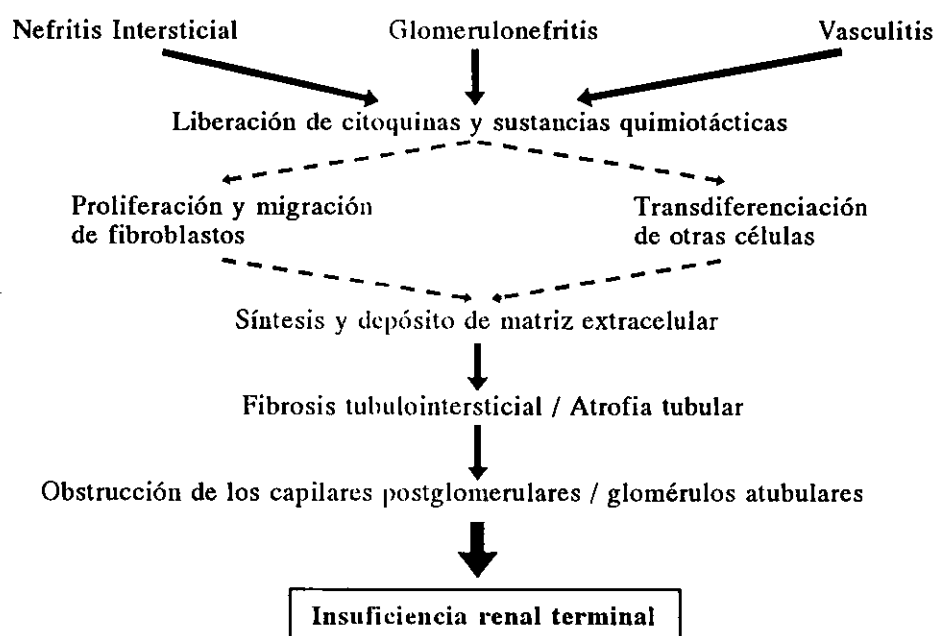 Nefritis Intersticial Glomerulonefritis Vasculitis
Liberación de citoquinas y sustancias quimiotácticas
Proliferación y migración
de fibroblastos
Transdiferenciación
de otras células
Síntesis y depósito de matriz extracelular
Fibrosis tubulointersticial / Atrofia tubular
Obstrucción de los capilares postglomerulares / glomérulos atubulares
Insuficiencia renal terminal